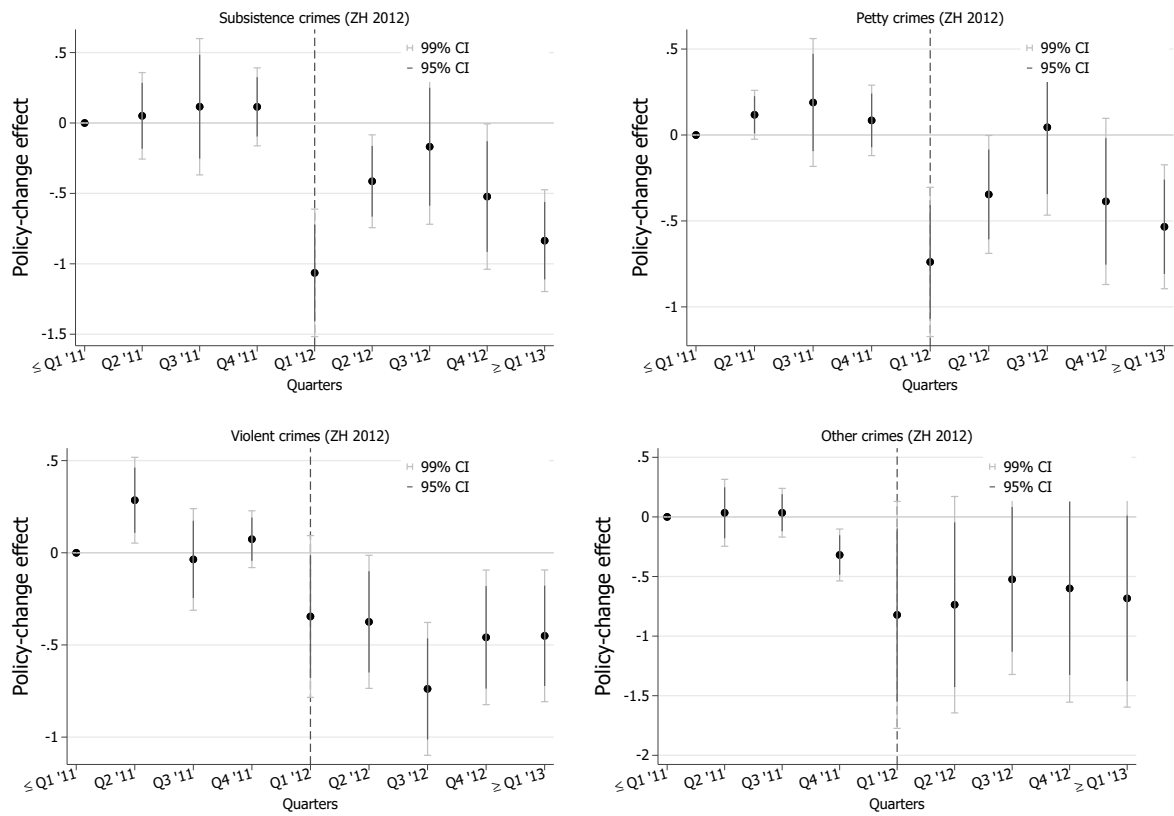 Subsistence crimes (ZH 2012)
99% CI
95% CI
Policy-change effect
.5
0
-.5
-1
-1.5
≤ Q1 '11
Q2 '11
Q3 '11
Q4 '11
Q1 '12
Q2 '12
Q3 '12
Q4 '12
≥ Q1 '13
Quarters
Petty crimes (ZH 2012)
99% CI
95% CI
Policy-change effect
.5
0
-.5
-1
≤ Q1 '11
Q2 '11
Q3 '11
Q4 '11
Q1 '12
Q2 '12
Q3 '12
Q4 '12
≥ Q1 '13
Quarters
Violent crimes (ZH 2012)
99% CI
95% CI
Policy-change effect
.5
0
-.5
-1
≤ Q1 '11
Q2 '11
Q3 '11
Q4 '11
Q1 '12
Q2 '12
Q3 '12
Q4 '12
≥ Q1 '13
Quarters
Other crimes (ZH 2012)
99% CI
95% CI
Policy-change effect
.5
0
-.5
-1
-1.5
-2
≤ Q1 '11
Q2 '11
Q3 '11
Q4 '11
Q1 '12
Q2 '12
Q3 '12
Q4 '12
≥ Q1 '13
Quarters